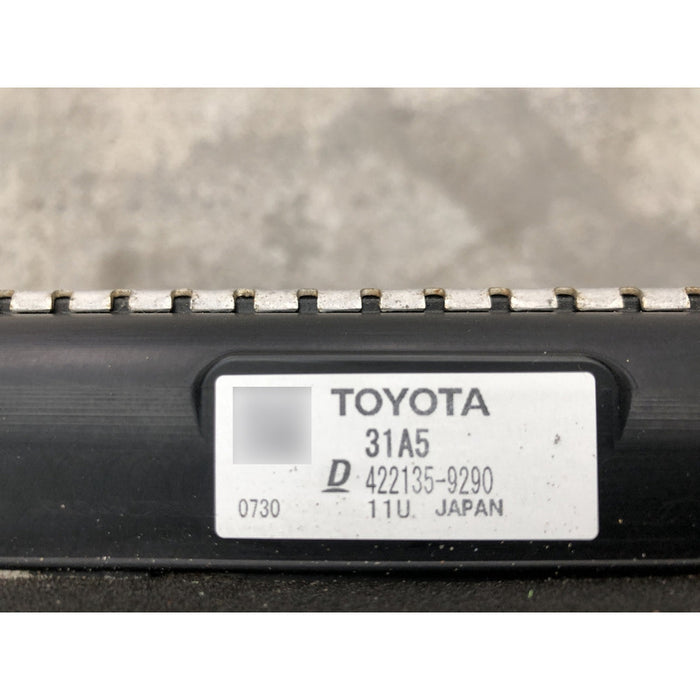 TOYOTA
31A5
D 422135-9290
0730 11U JAPAN